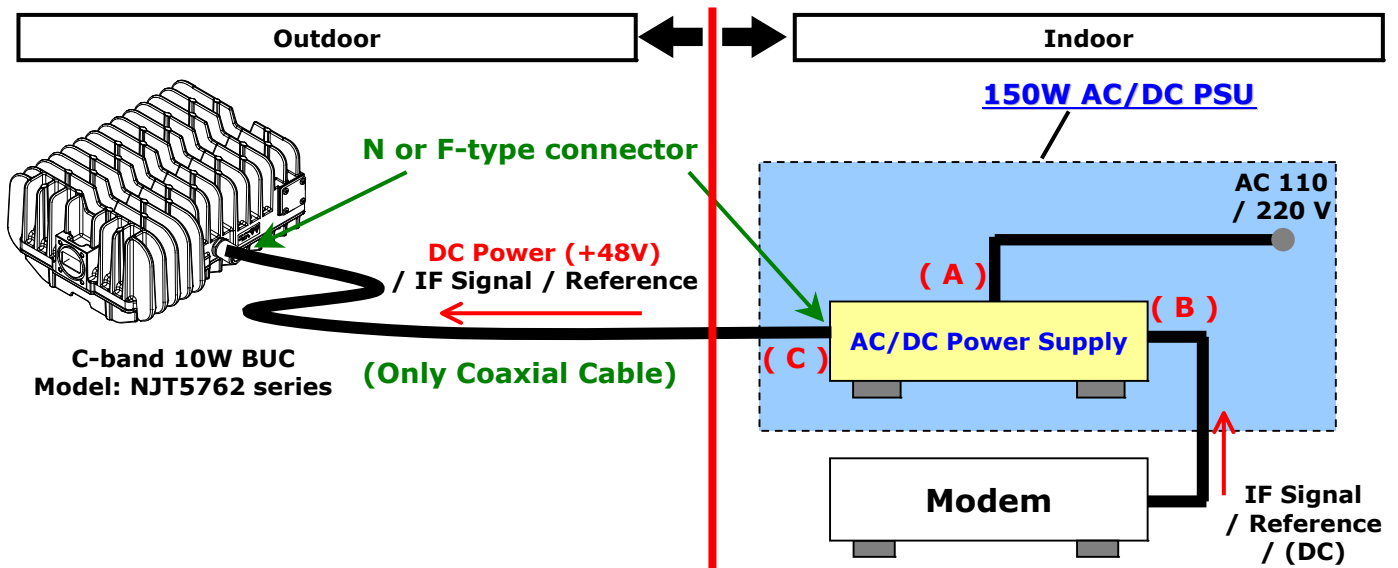 Outdoor
Indoor
150W AC/DC PSU
N or F-type connector
AC 110
/ 220 V
DC Power (+48V)
/ IF Signal / Reference
( A )
( B )
AC/DC Power Supply
( C )
(Only Coaxial Cable)
C-band 10W BUC
Model: NJT5762 series
Modem
IF Signal
/ Reference
/ (DC)